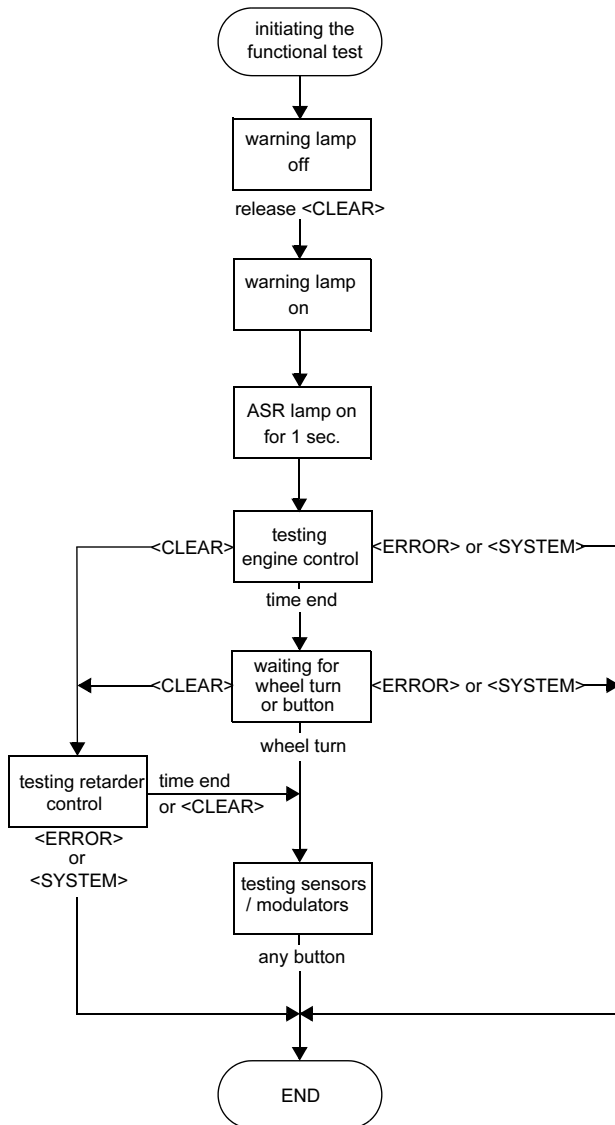 initiating the
functional test
warning lamp
off
release <CLEAR>
warning lamp
on
ASR lamp on
for 1 sec.
<CLEAR>
testing
engine control
<ERROR> or <SYSTEM>
time end
<CLEAR>
waiting for
wheel turn
or button
<ERROR> or <SYSTEM>
wheel turn
testing retarder
control
time end
or <CLEAR>
<ERROR>
or
<SYSTEM>
testing sensors
/ modulators
any button
END